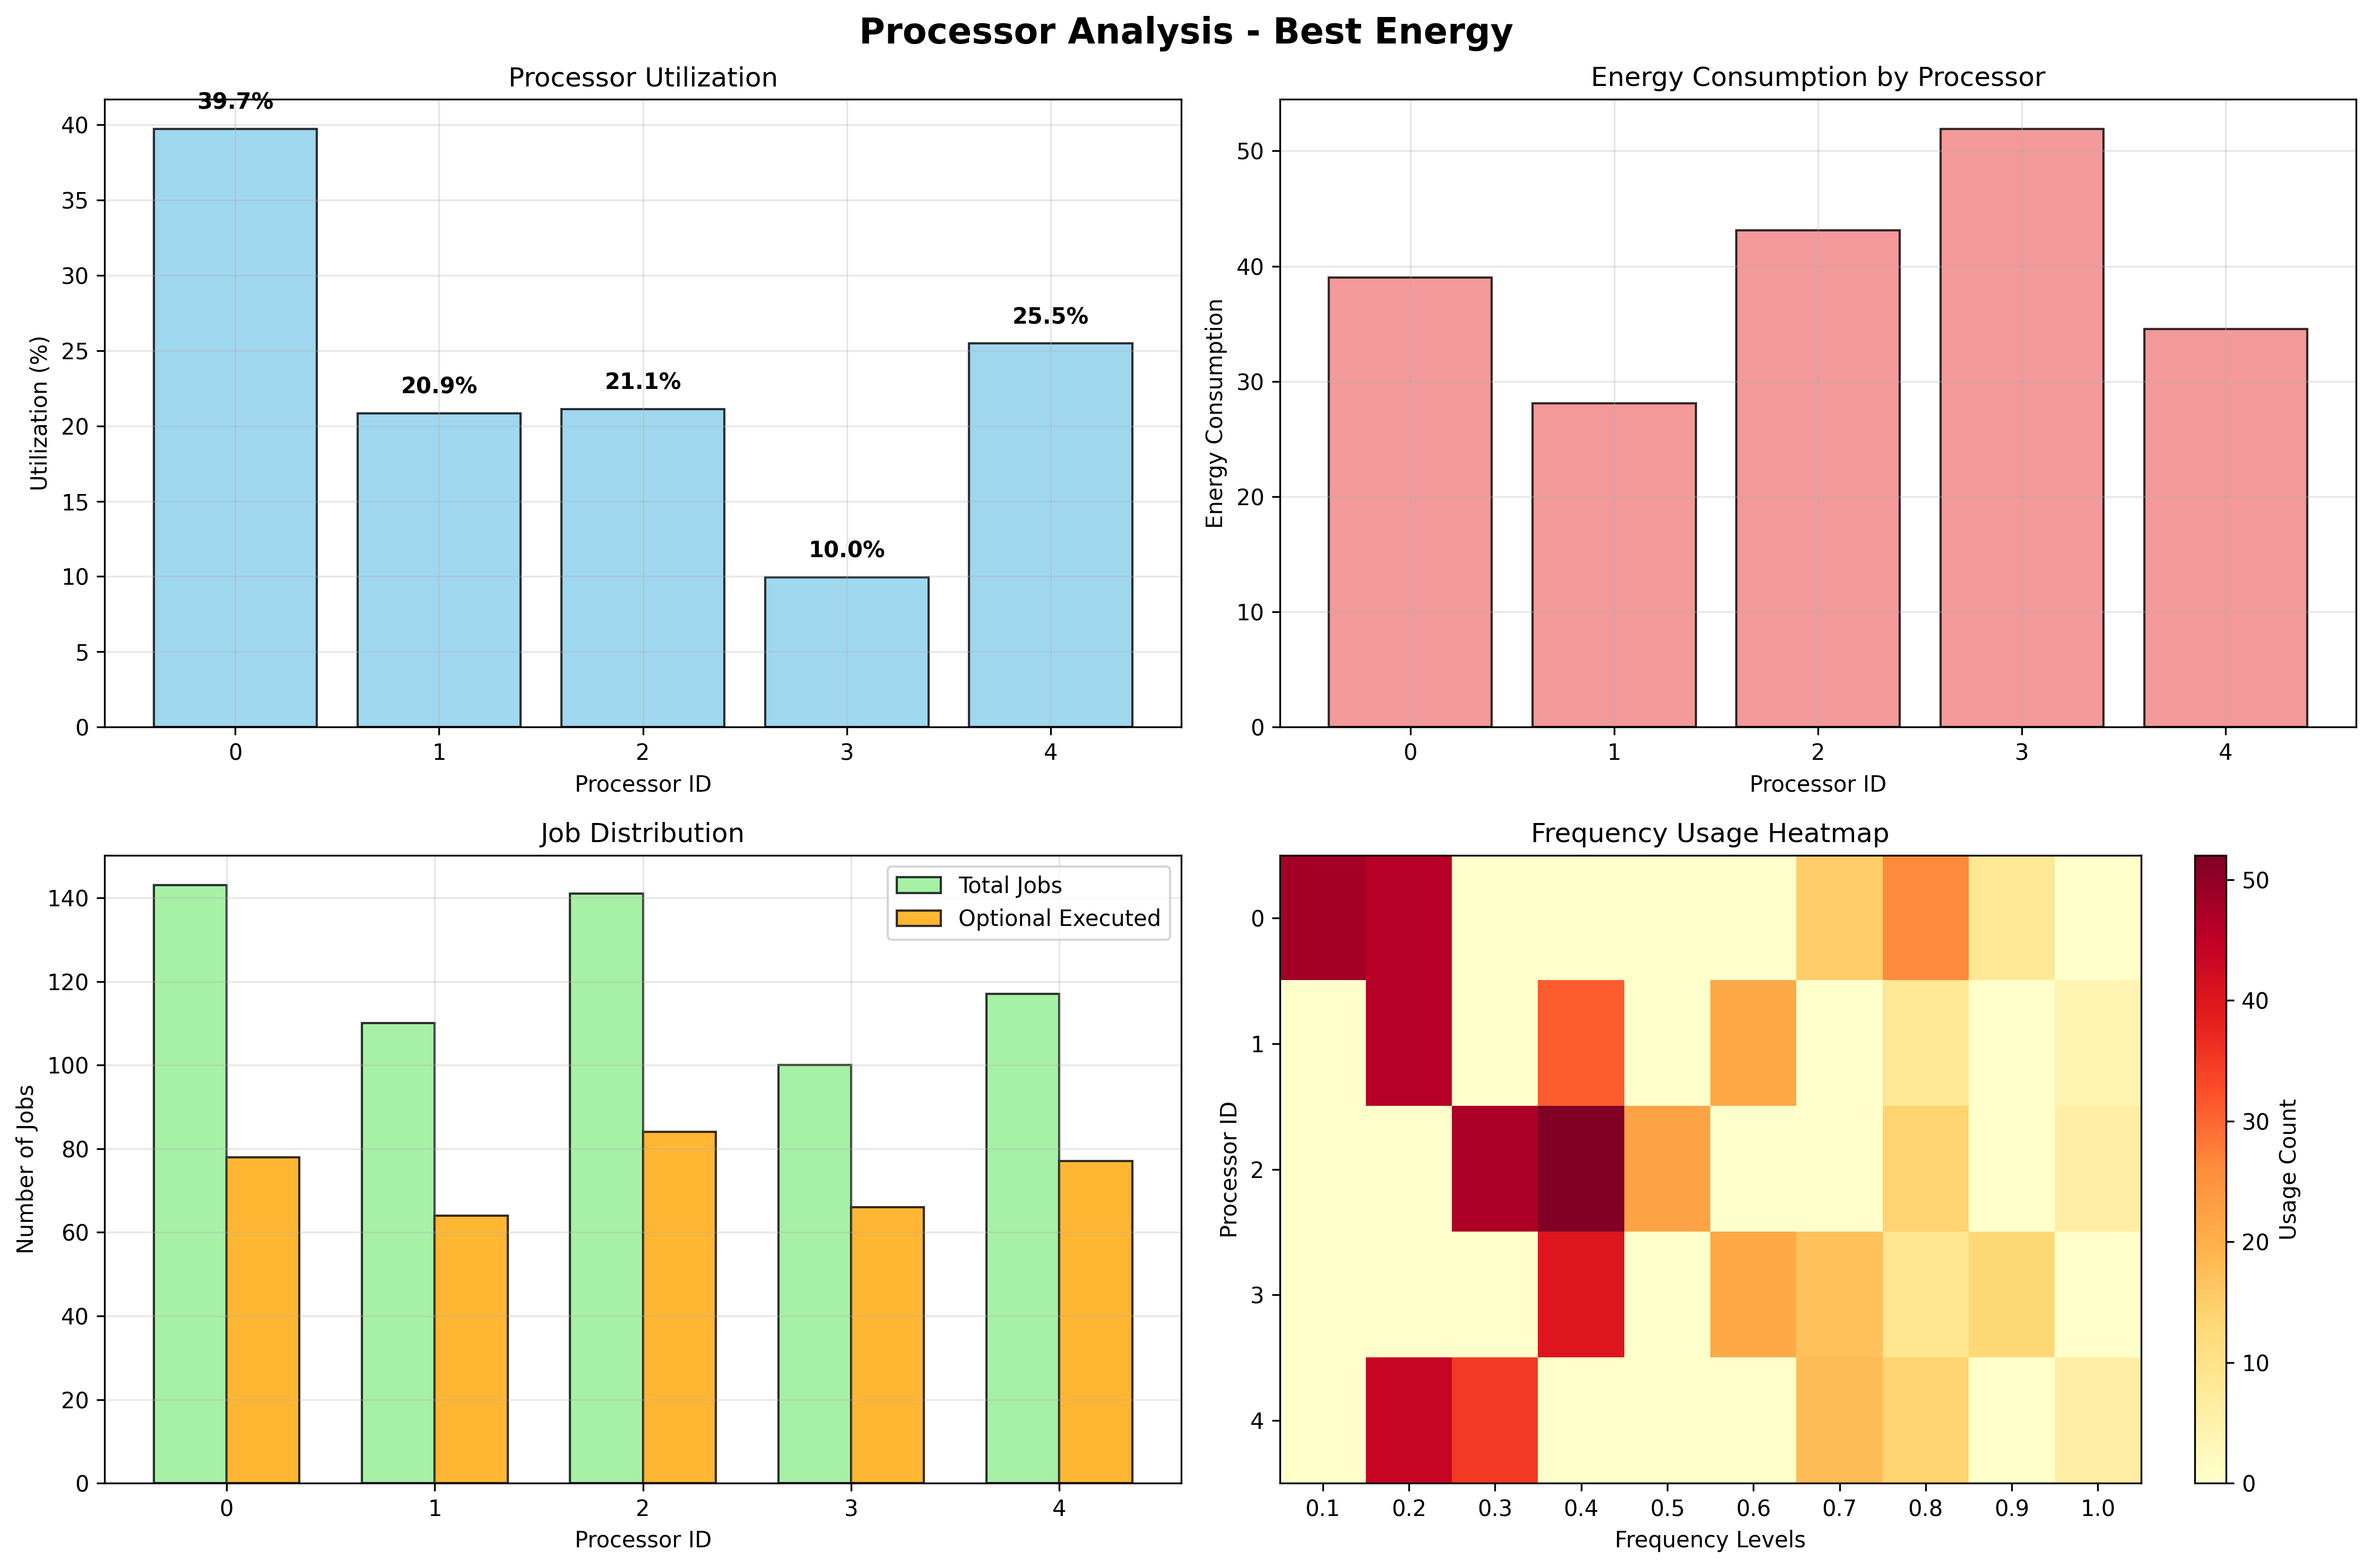 Processor Analysis - Best Energy
Processor Utilization
39.7%
20.9%
21.1%
10.0%
25.5%
40
35
30
25
20
15
10
5
0
Utilization (%)
0 1 2 3 4
Processor ID
Energy Consumption by Processor
50
40
30
20
10
0
Energy Consumption
0 1 2 3 4
Processor ID
Job Distribution
Total Jobs
Optional Executed
140
120
100
80
60
40
20
0
Number of Jobs
0 1 2 3 4
Processor ID
Frequency Usage Heatmap
0
1
2
3
4
Processor ID
0.1 0.2 0.3 0.4 0.5 0.6 0.7 0.8 0.9 1.0
Frequency Levels
50
40
30
20
10
0
Usage Count